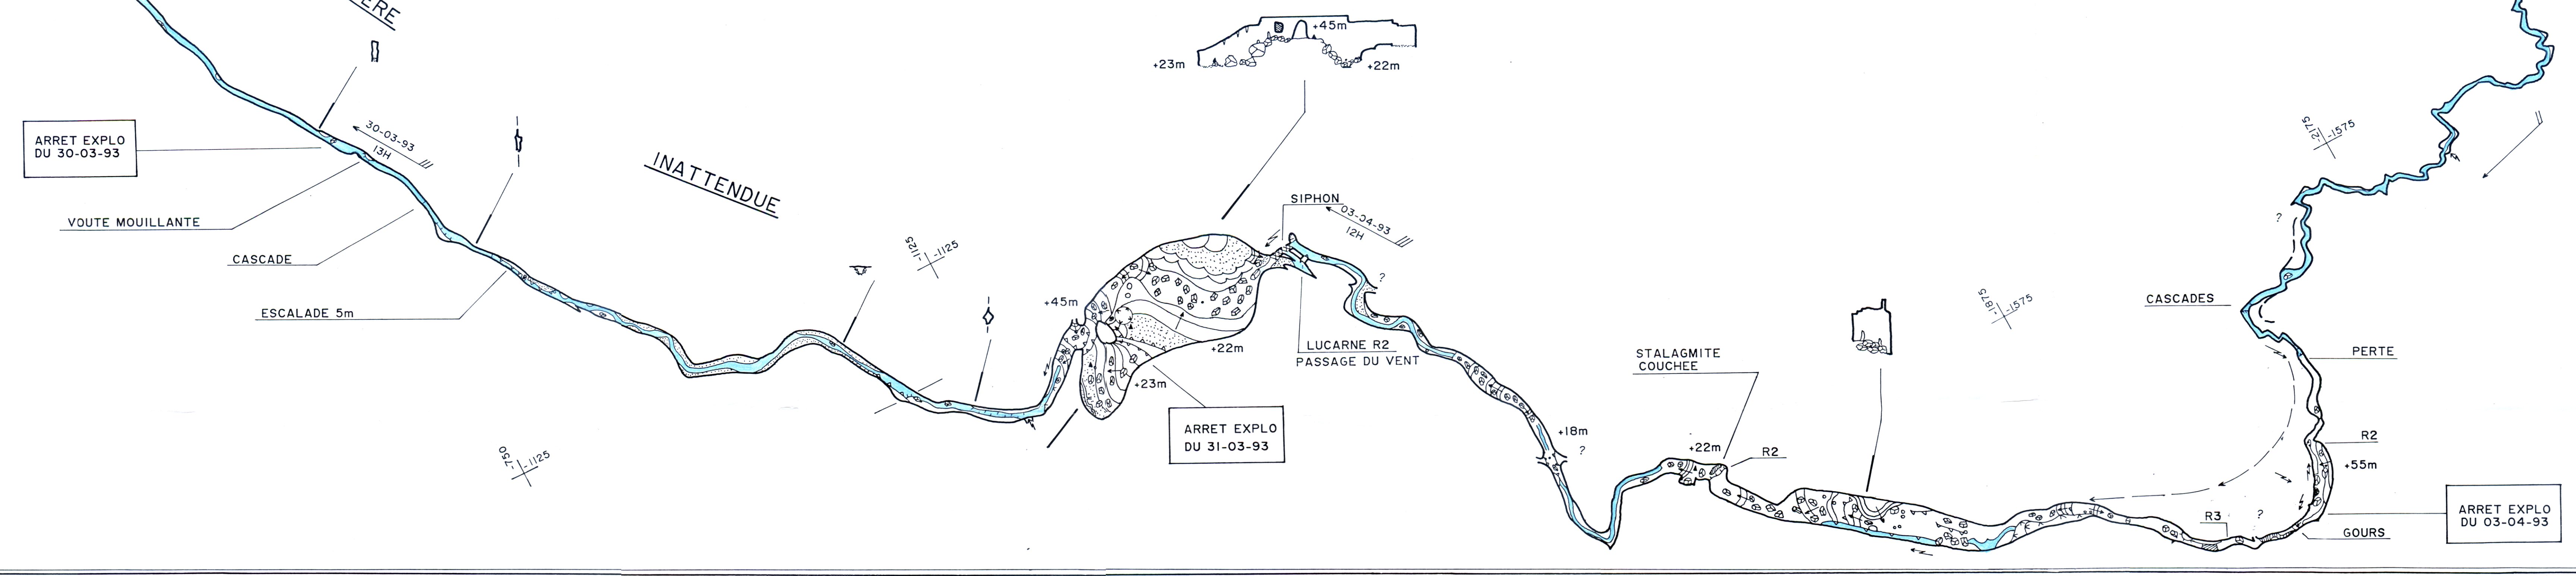 ERE
+45m
+23m
+22m
ARRET EXPLO
DU 30-03-93
30-03-93
13H
INATTENDUE
VOUTE MOUILLANTE
CASCADE
ESCALADE 5m
-1125
-1125
-750
-1125
SIPHON
03-04-93
12H
?
+45m
+22m
+23m
LUCARNE R2
PASSAGE DU VENT
ARRET EXPLO
DU 31-03-93
+18m
?
STALAGMITE
COUCHEE
+22m
R2
-1875
-1575
-2175
-1575
?
CASCADES
PERTE
R2
+55m
R3
?
GOURS
ARRET EXPLO
DU 03-04-93